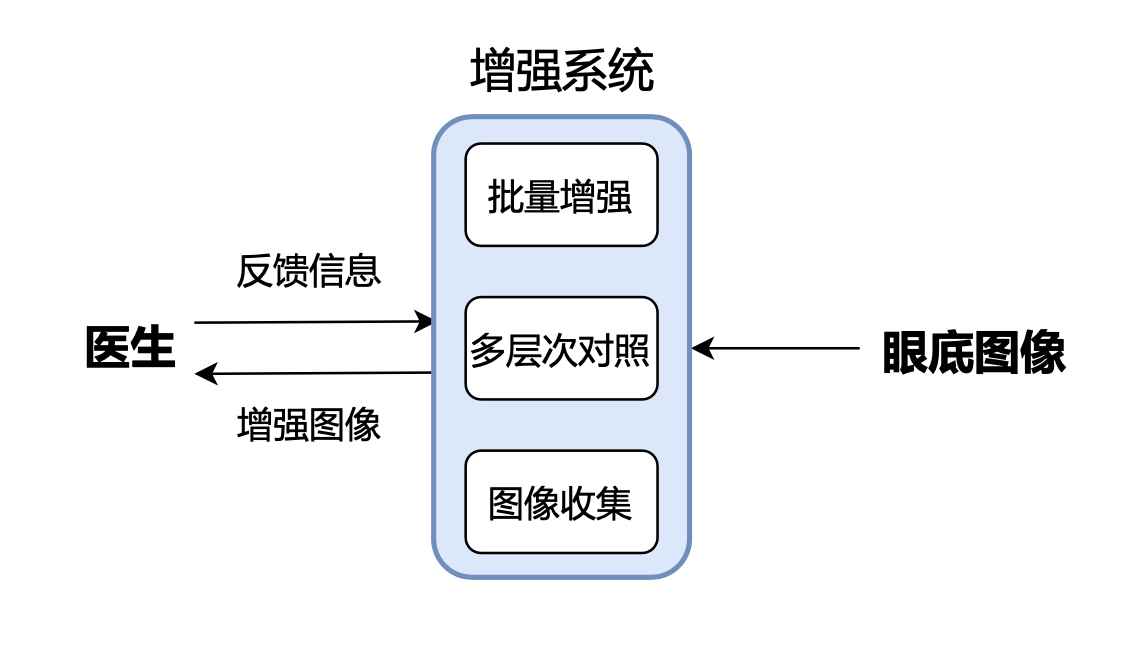 增强系统
批量增强
反馈信息
医生
多层次对照
眼底图像
增强图像
图像收集